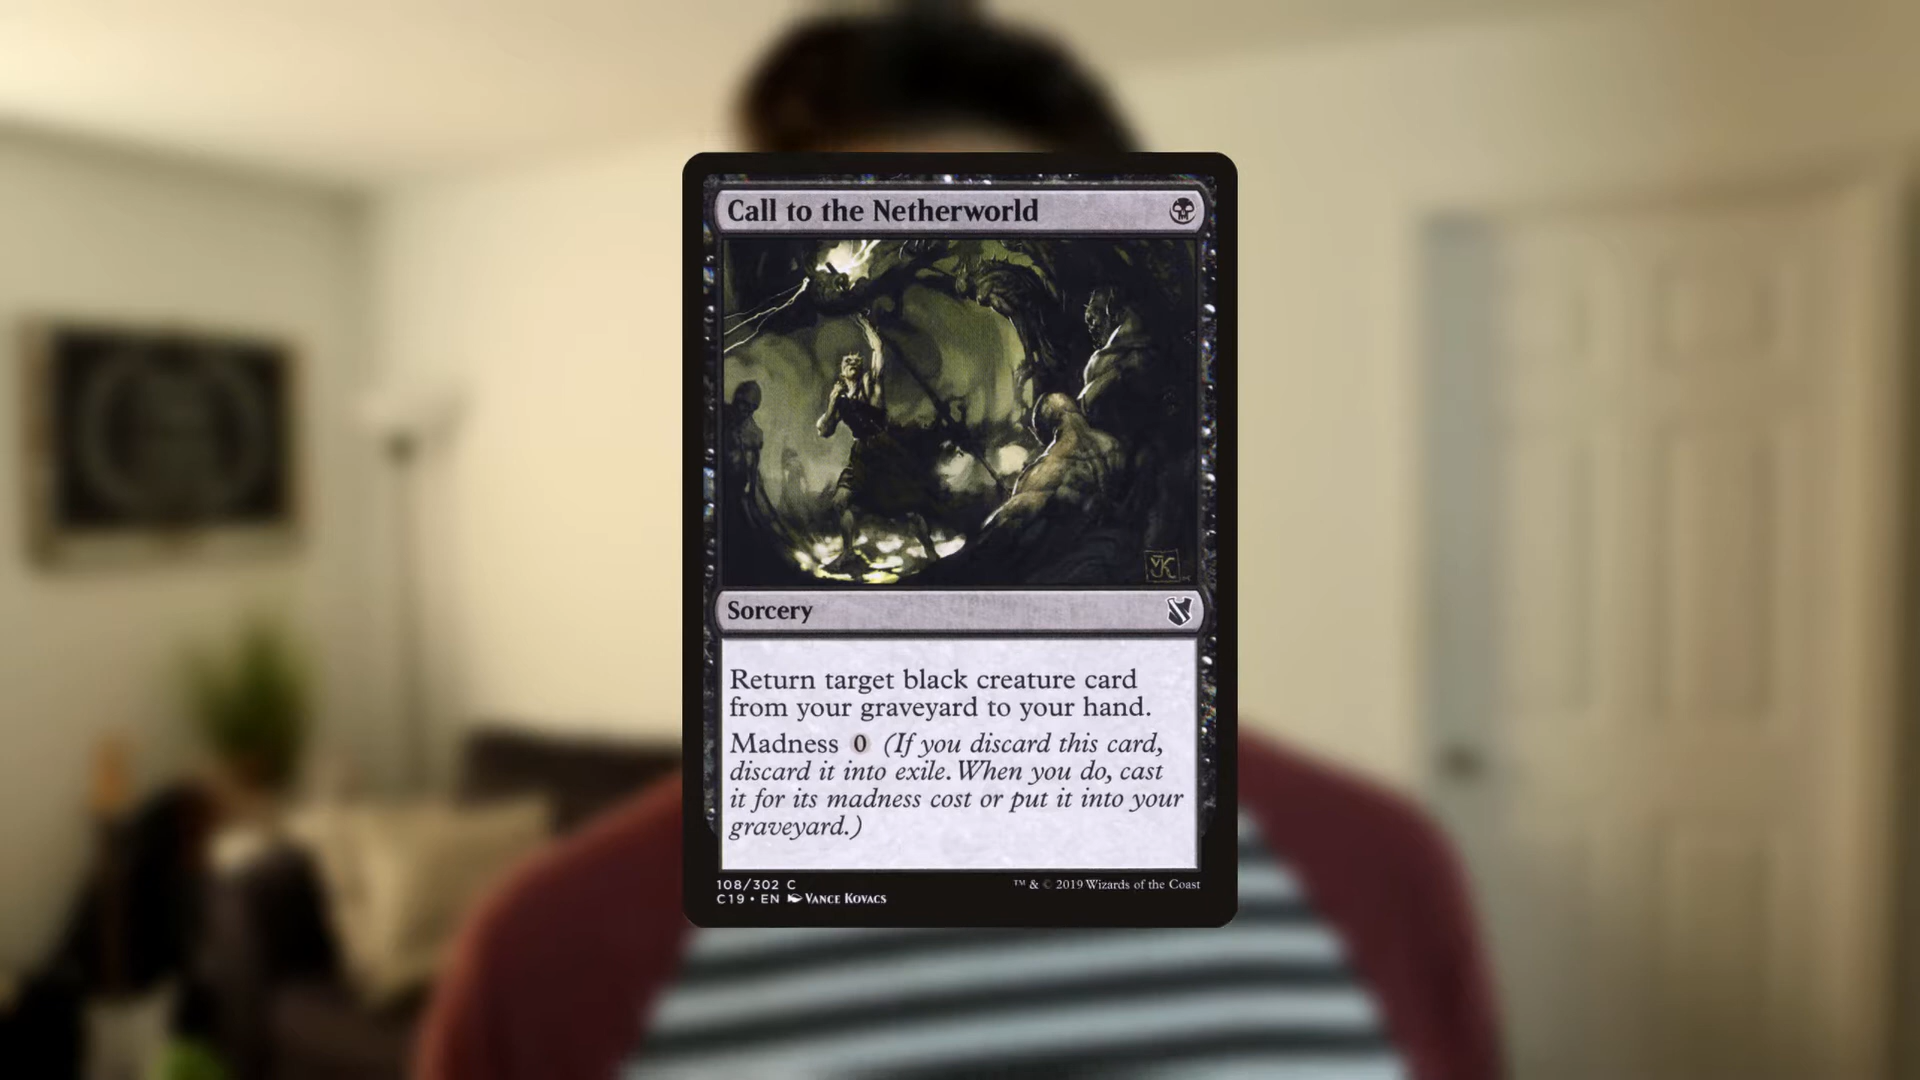 Call to the Netherworld
VK
Sorcery
Return target black creature card
from your graveyard to your hand.
Madness 0 (If you discard this card,
discard it into exile. When you do, cast
it for its madness cost or put it into your
graveyard.)
108/302 C
C19 • EN VANCE KOVACS
™ & © 2019 Wizards of the Coast